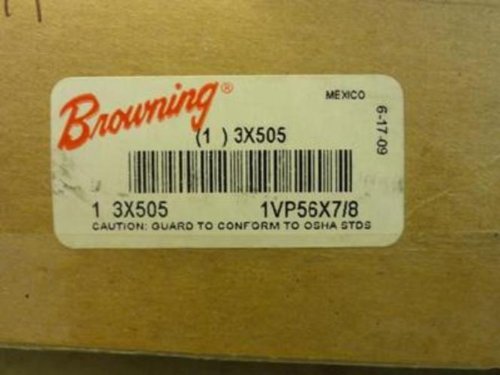 Browning®
MEXICO
6-17-09
(1 ) 3X505
1 3X505 1VP56X7/8
CAUTION: GUARD TO CONFORM TO OSHA STDS